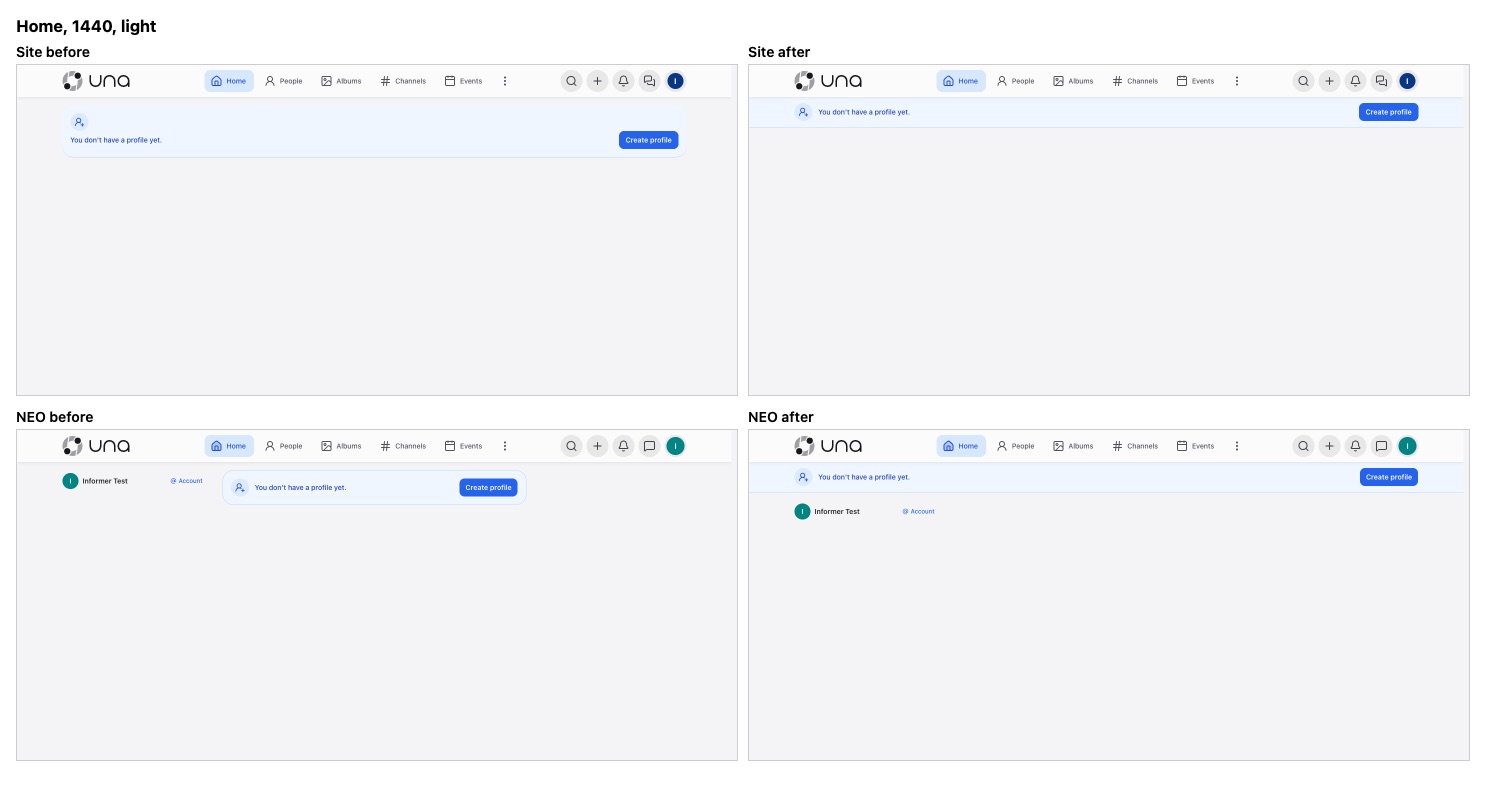 Home, 1440, light
Site before
una
Home
People
Albums
Channels
Events
I
You don't have a profile yet.
Create profile
Site after
una
Home
People
Albums
Channels
Events
I
You don't have a profile yet.
Create profile
NEO before
una
Home
People
Albums
Channels
Events
I
I
Informer Test
@ Account
You don't have a profile yet.
Create profile
NEO after
una
Home
People
Albums
Channels
Events
I
You don't have a profile yet.
Create profile
I
Informer Test
@ Account